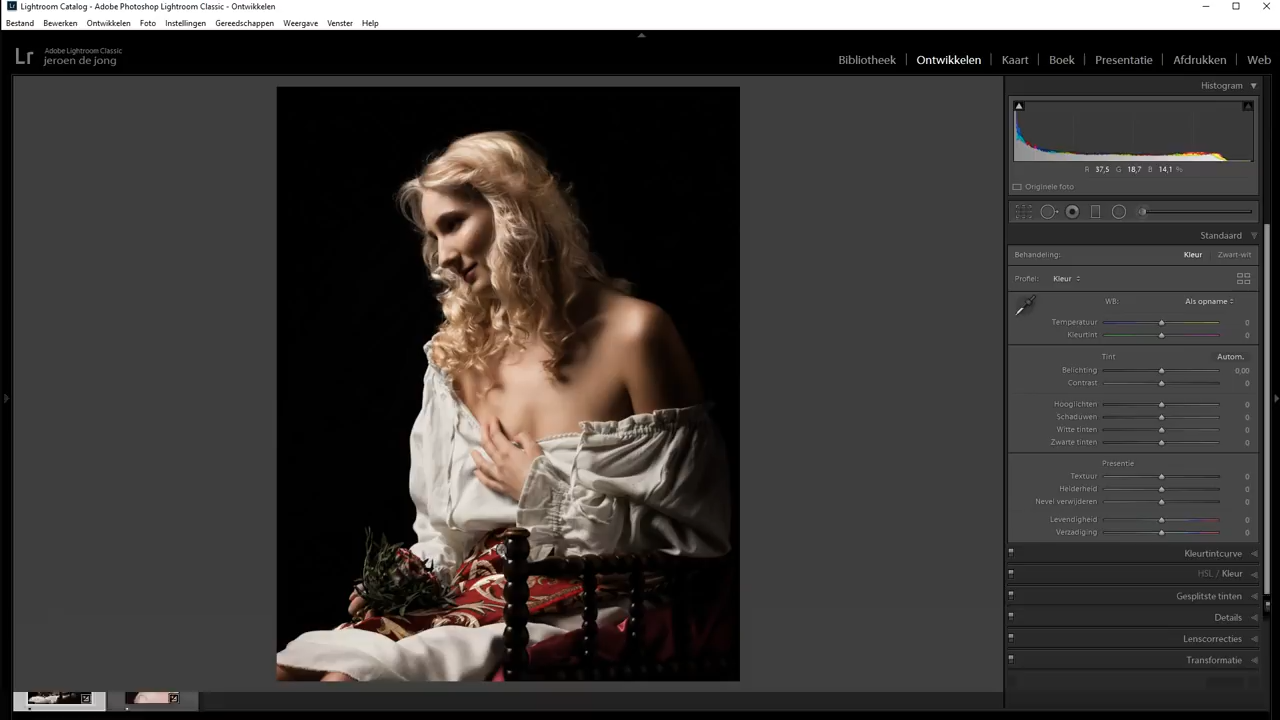 Lightroom Catalog - Adobe Photoshop Lightroom Classic - Ontwikkelen
Bestand Bewerken Ontwikkelen Foto Instellingen Gereedschappen Weergave Venster Help
Lr Adobe Lightroom Classic
jeroen de jong
Bibliotheek | Ontwikkelen | Kaart | Boek | Presentatie | Afdrukken | Web
Histogram
R 37,5 G 18,7 B 14,1 %
Originele foto
Standaard
Behandeling: Kleur Zwart-wit
Profiel: Kleur
WB: Als opname
Temperatuur 0
Kleurtint 0
Tint Autom.
Belichting 0,00
Contrast 0
Hooglichten 0
Schaduwen 0
Witte tinten 0
Zwarte tinten 0
Presentie
Textuur 0
Helderheid 0
Nevel verwijderen 0
Levendigheid 0
Verzadiging 0
Kleurtintcurve
HSL / Kleur
Gesplitste tinten
Details
Lenscorrecties
Transformatie